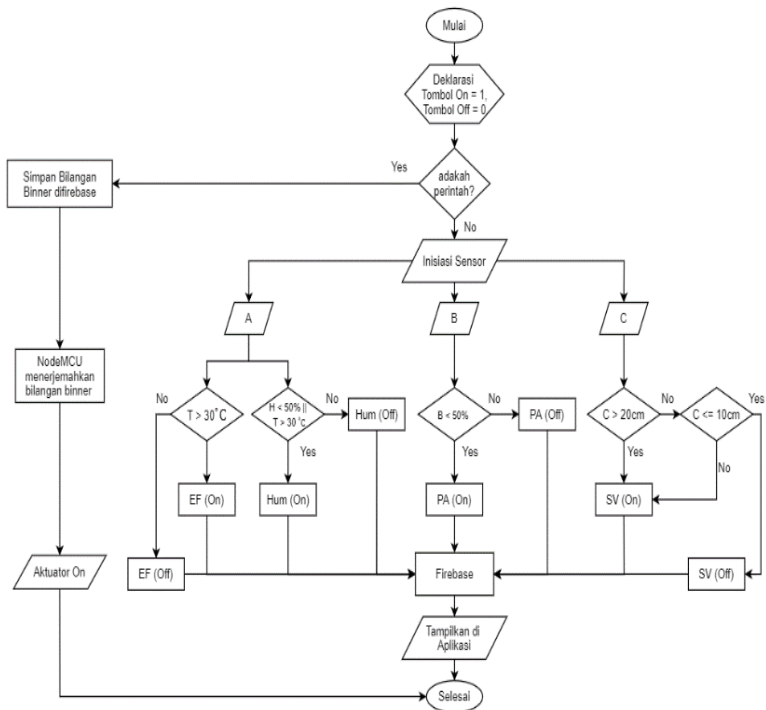 Mulai
Deklarasi
Tombol On = 1,
Tombol Off = 0
adakah
perintah?
Yes
No
Simpan Bilangan
Binner difirebase
NodeMCU
menerjemahkan
bilangan binner
Aktuator On
Inisiasi Sensor
A
B
C
No
T > 30°C
H < 50% ||
T > 30 °C
No
Yes
Hum (Off)
B < 50%
No
Yes
PA (Off)
C > 20cm
No
Yes
C <= 10cm
Yes
No
EF (On)
Hum (On)
PA (On)
SV (On)
EF (Off)
Firebase
SV (Off)
Tampilkan di
Aplikasi
Selesai